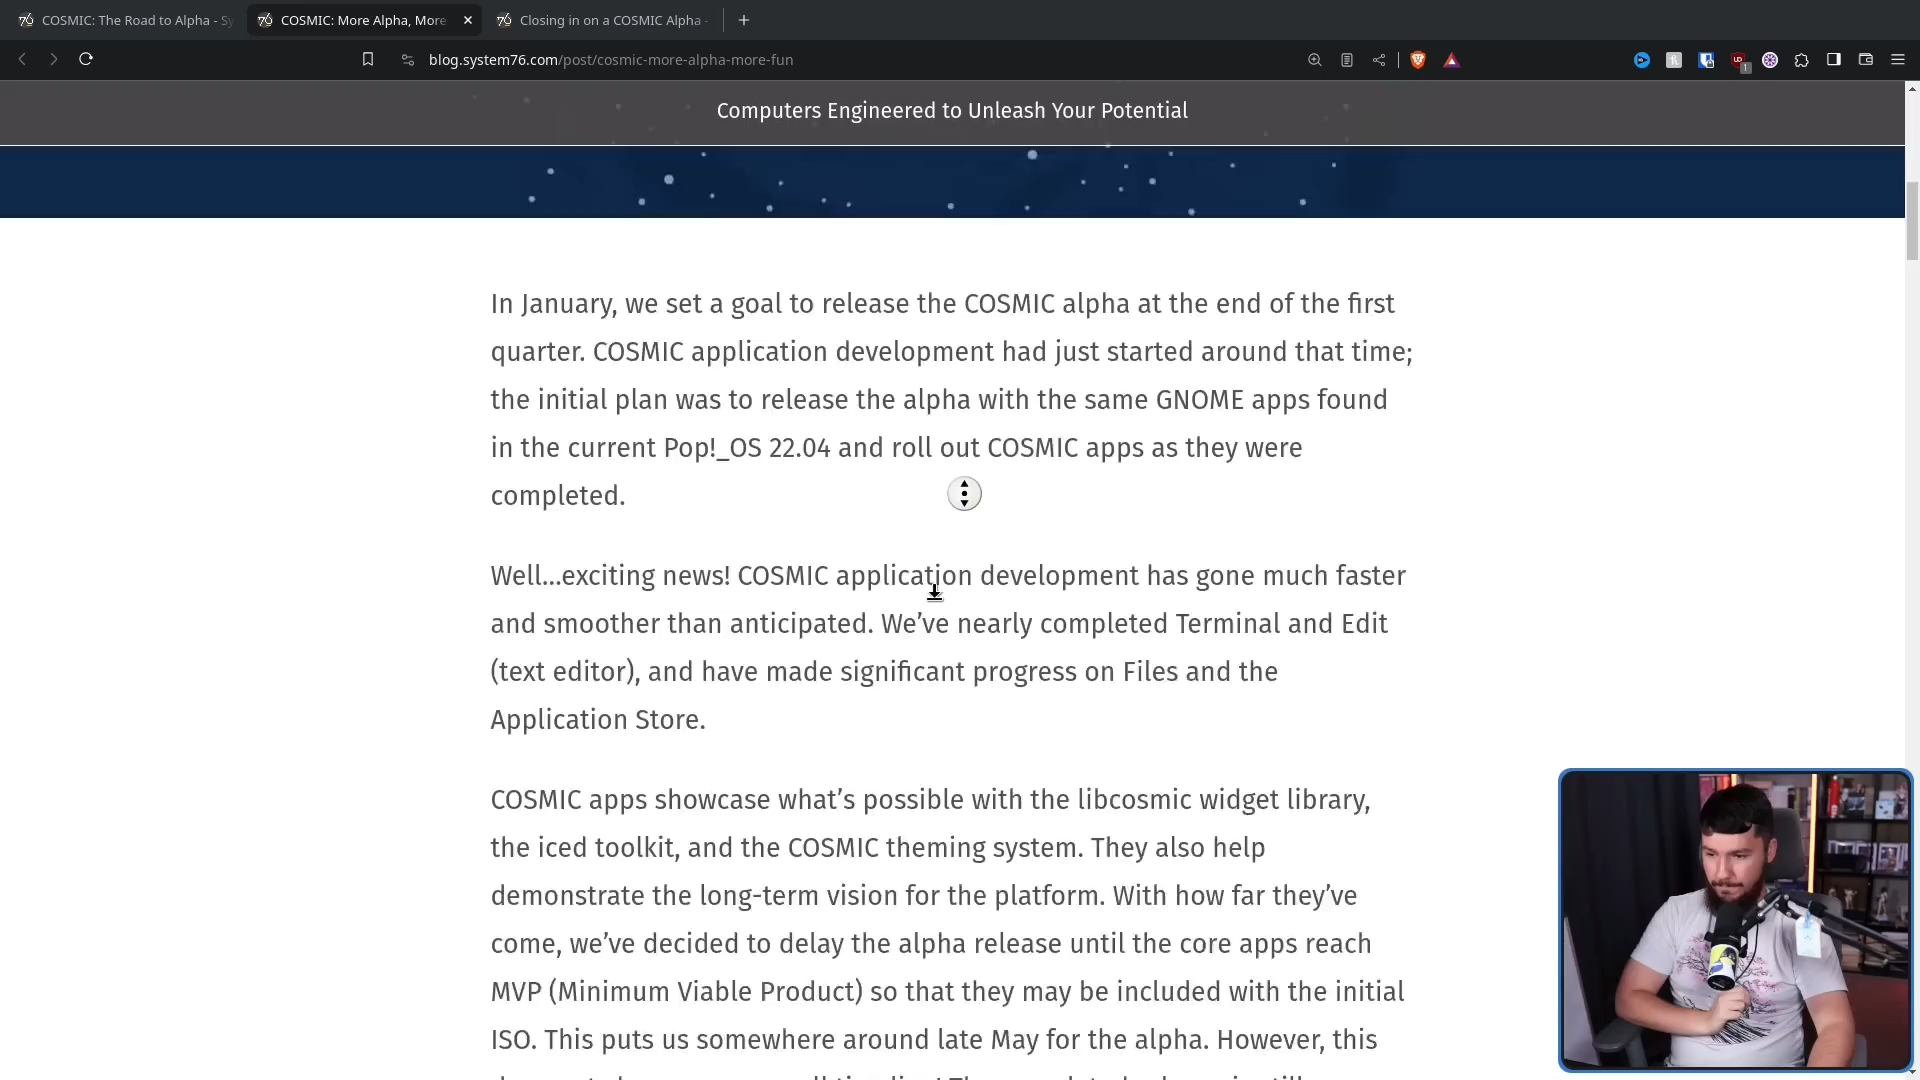 COSMIC: The Road to Alpha - Sy
COSMIC: More Alpha, More
Closing in on a COSMIC Alpha -
blog.system76.com/post/cosmic-more-alpha-more-fun
Computers Engineered to Unleash Your Potential
In January, we set a goal to release the COSMIC alpha at the end of the first
quarter. COSMIC application development had just started around that time;
the initial plan was to release the alpha with the same GNOME apps found
in the current Pop!_OS 22.04 and roll out COSMIC apps as they were
completed.
Well...exciting news! COSMIC application development has gone much faster
and smoother than anticipated. We’ve nearly completed Terminal and Edit
(text editor), and have made significant progress on Files and the
Application Store.
COSMIC apps showcase what’s possible with the libcosmic widget library,
the iced toolkit, and the COSMIC theming system. They also help
demonstrate the long-term vision for the platform. With how far they’ve
come, we’ve decided to delay the alpha release until the core apps reach
MVP (Minimum Viable Product) so that they may be included with the initial
ISO. This puts us somewhere around late May for the alpha. However, this